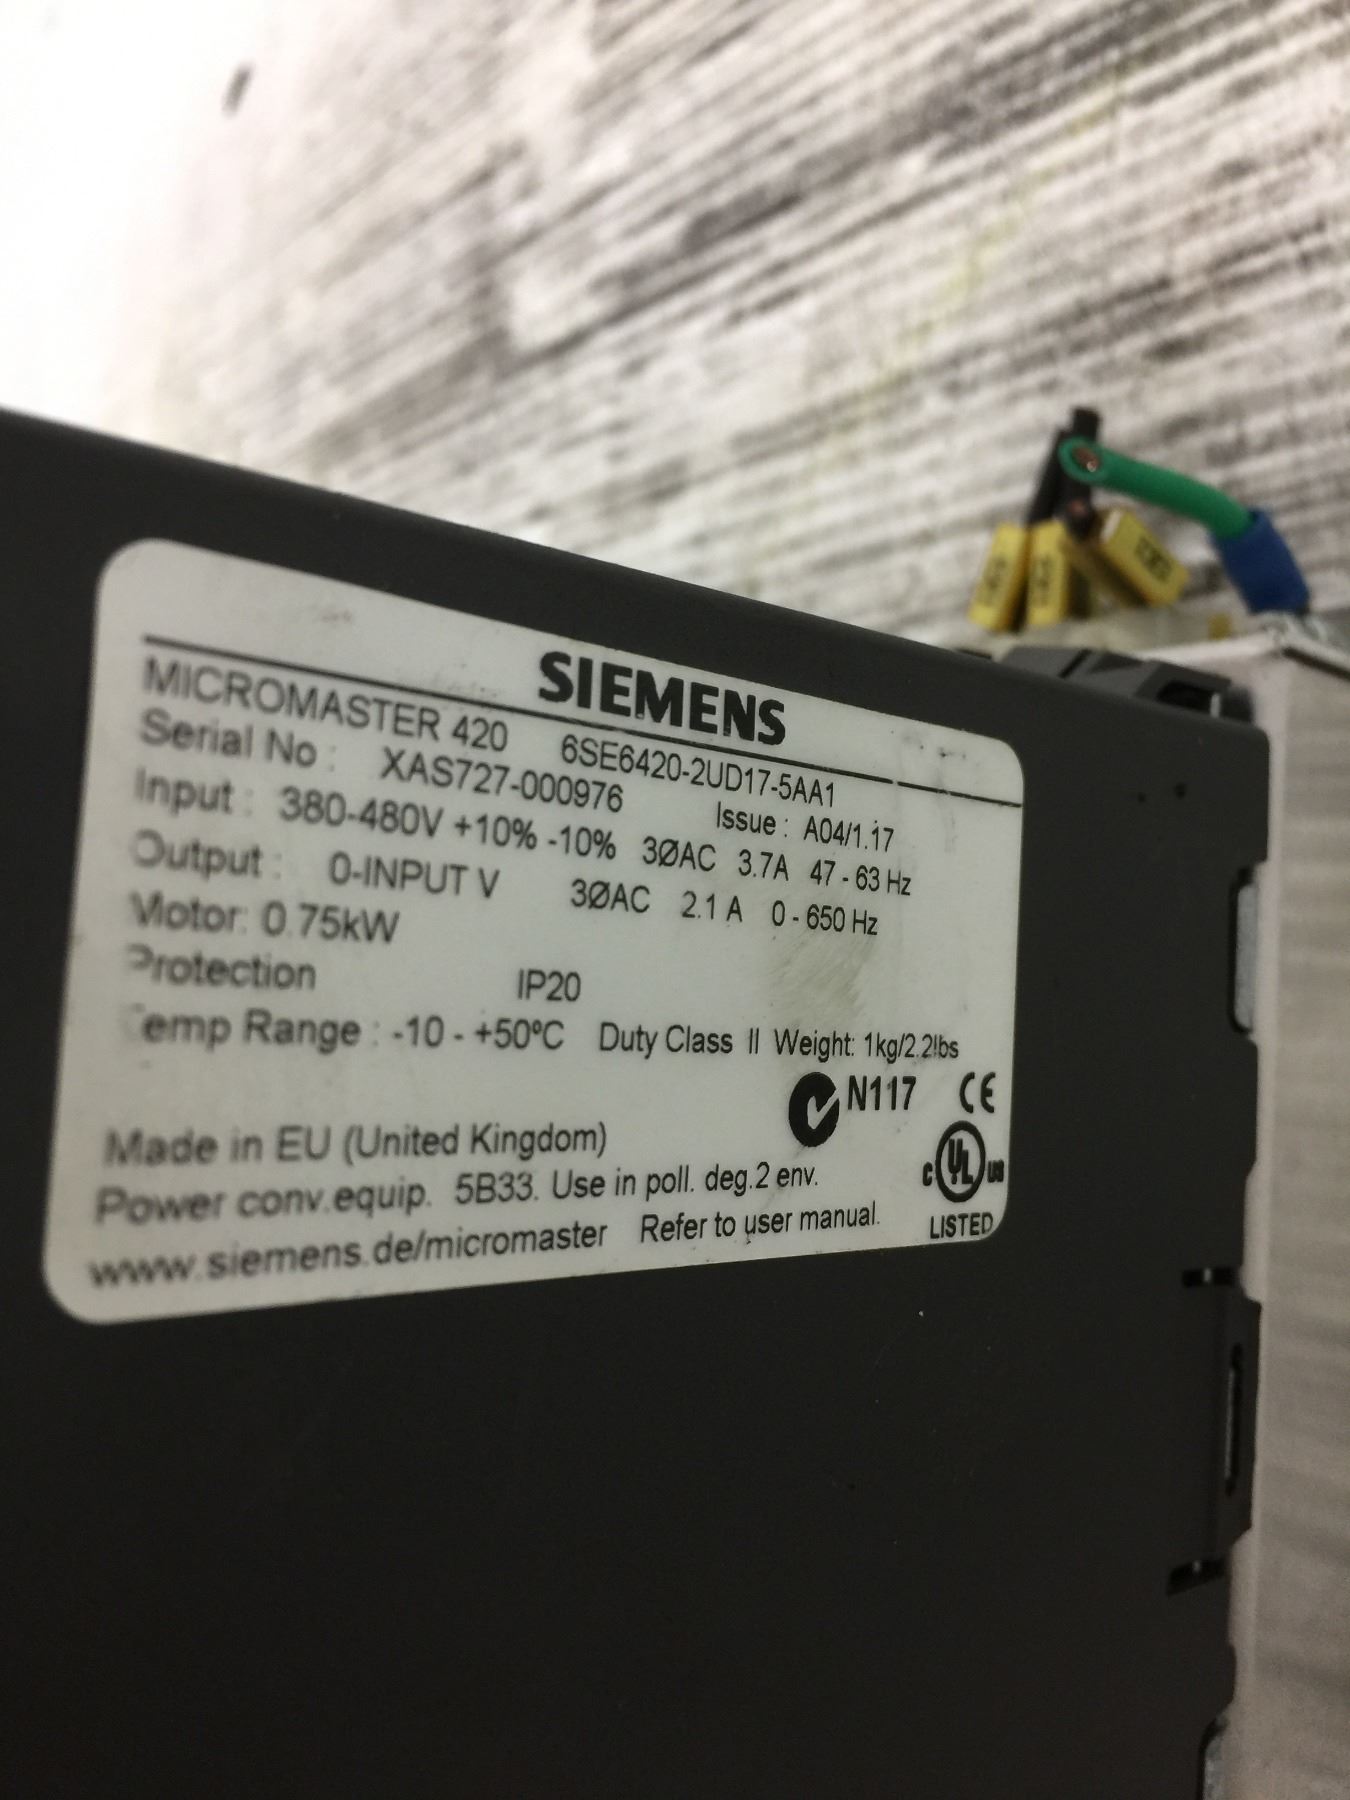 SIEMENS
MICROMASTER 420 6SE6420-2UD17-5AA1
Serial No : XAS727-000976 Issue : A04/1.17
Input : 380-480V +10% -10% 3ØAC 3.7A 47 - 63 Hz
Output : 0-INPUT V 3ØAC 2.1 A 0 - 650 Hz
Motor: 0.75kW
Protection IP20
Temp Range : -10 - +50ºC Duty Class II Weight: 1kg/2.2lbs
N117 CE
Made in EU (United Kingdom)
Power conv.equip. 5B33. Use in poll. deg.2 env.
C UL US
www.siemens.de/micromaster Refer to user manual.
LISTED